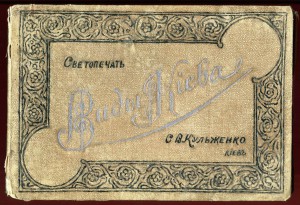 Светопечать
Виды Кіева
С.В. Кульженко
Кіевъ